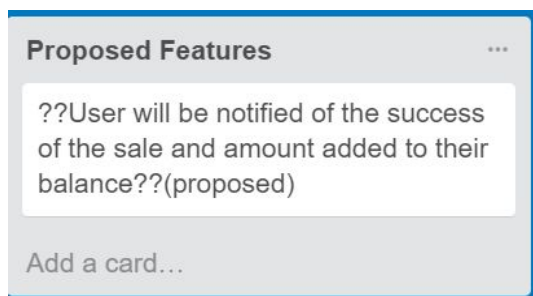 Proposed Features
??User will be notified of the success
of the sale and amount added to their
balance??(proposed)
Add a card...